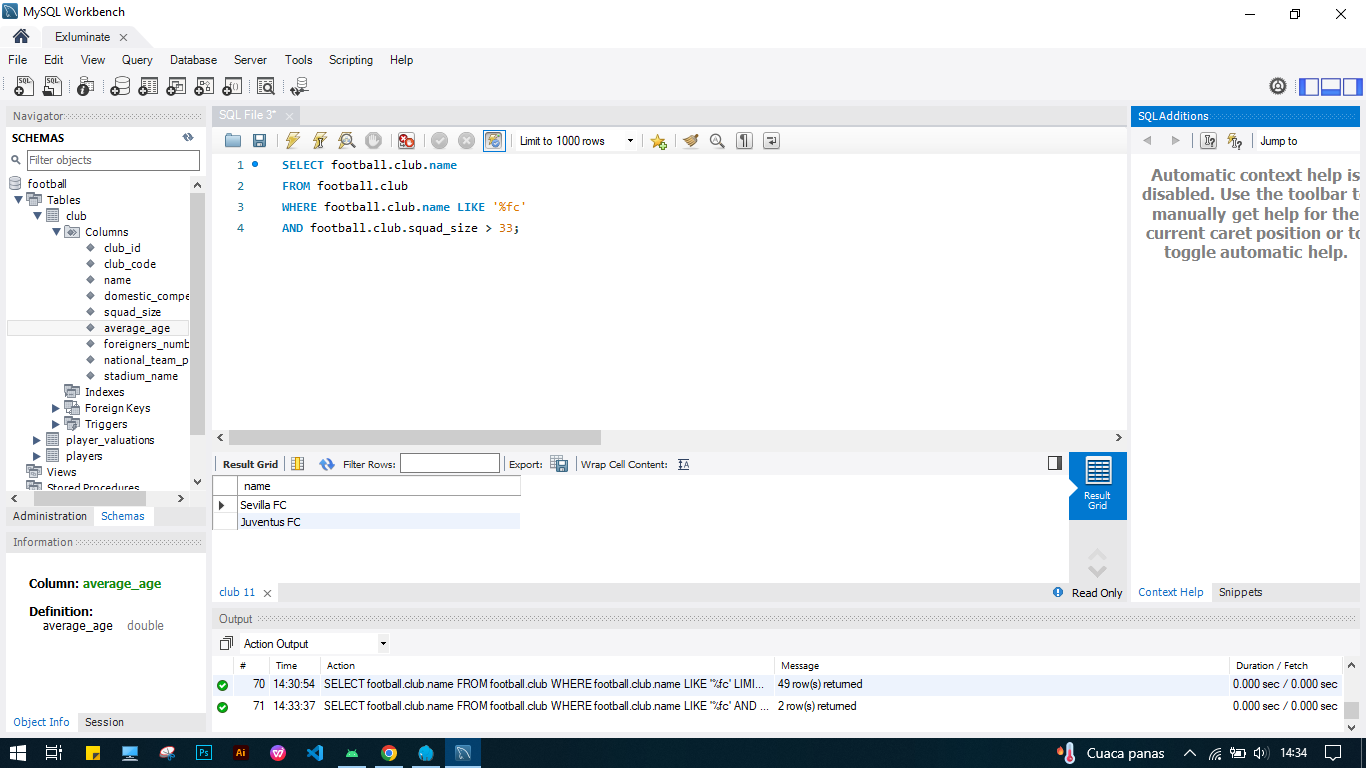 MySQL Workbench
Exluminate
File Edit View Query Database Server Tools Scripting Help
Navigator
SCHEMAS
Filter objects
football
Tables
club
Columns
club_id
club_code
name
domestic_compe
squad_size
average_age
foreigners_numb
national_team_p
stadium_name
Indexes
Foreign Keys
Triggers
player_valuations
players
Views
Stored Procedures
Administration Schemas
Information
Column: average_age
Definition:
average_age double
Object Info Session
SQL File 3*
Limit to 1000 rows
1 SELECT football.club.name
2 FROM football.club
3 WHERE football.club.name LIKE '%fc'
4 AND football.club.squad_size > 33;
Result Grid Filter Rows: Export: Wrap Cell Content:
name
Sevilla FC
Juventus FC
Result
Grid
club 11
Read Only
SQLAdditions
Jump to
Automatic context help is
disabled. Use the toolbar t
manually get help for the
current caret position or to
toggle automatic help.
Context Help Snippets
Output
Action Output
# Time Action Message Duration / Fetch
70 14:30:54 SELECT football.club.name FROM football.club WHERE football.club.name LIKE '%fc' LIMI... 49 row(s) returned 0.000 sec / 0.000 sec
71 14:33:37 SELECT football.club.name FROM football.club WHERE football.club.name LIKE '%fc' AND ... 2 row(s) returned 0.000 sec / 0.000 sec
Ps Ai
Cuaca panas 14:34